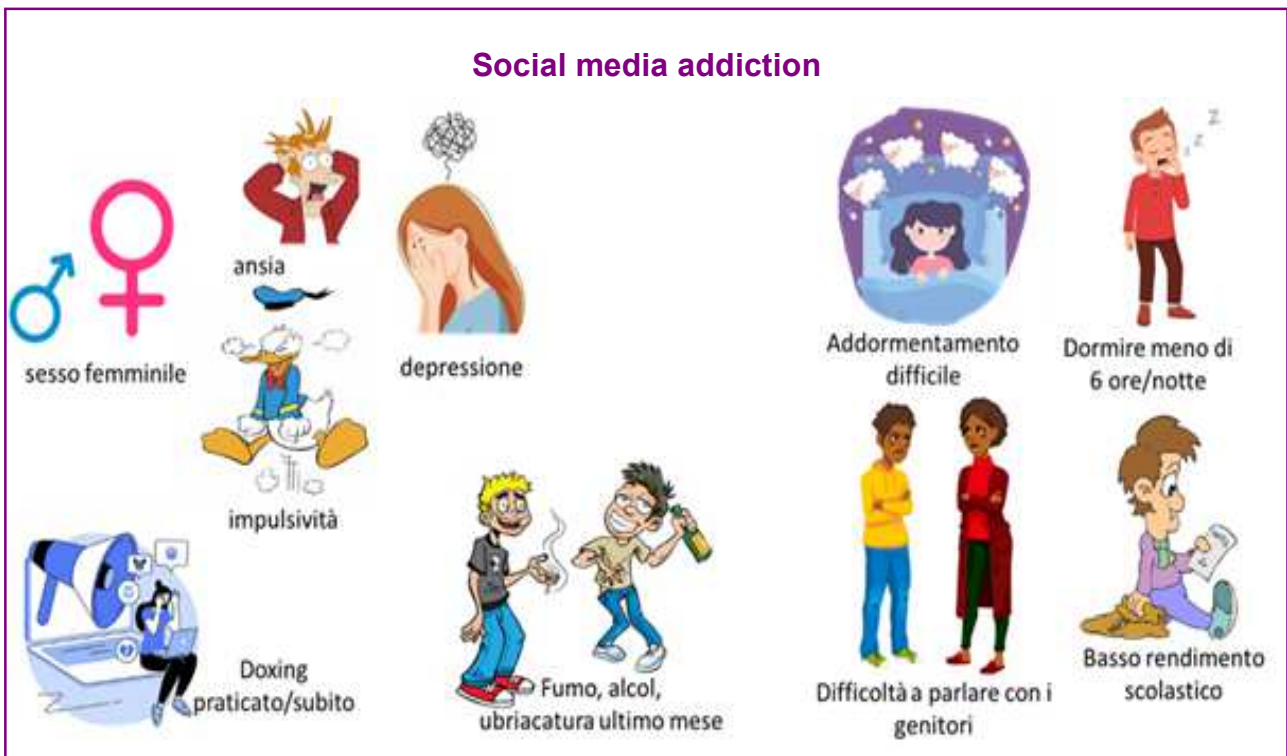 Social media addiction
ansia
sesso femminile
depressione
impulsività
Addormentamento
difficile
Dormire meno di
6 ore/notte
Doxing
praticato/subito
Fumo, alcol,
ubriacatura ultimo mese
Difficoltà a parlare con i
genitori
Basso rendimento
scolastico